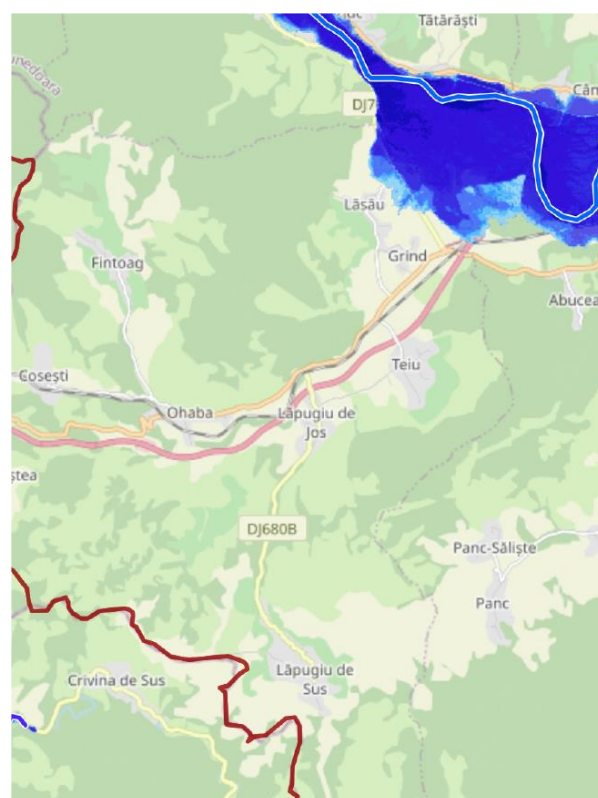 Tătărăști
DJ7
Lăsău
Grind
Fintoag
Abucea
Teiu
Cosești
Ohaba
Lăpugiu de
Jos
DJ680B
Panc-Săliște
Panc
Lăpugiu de
Sus
Crivina de Sus